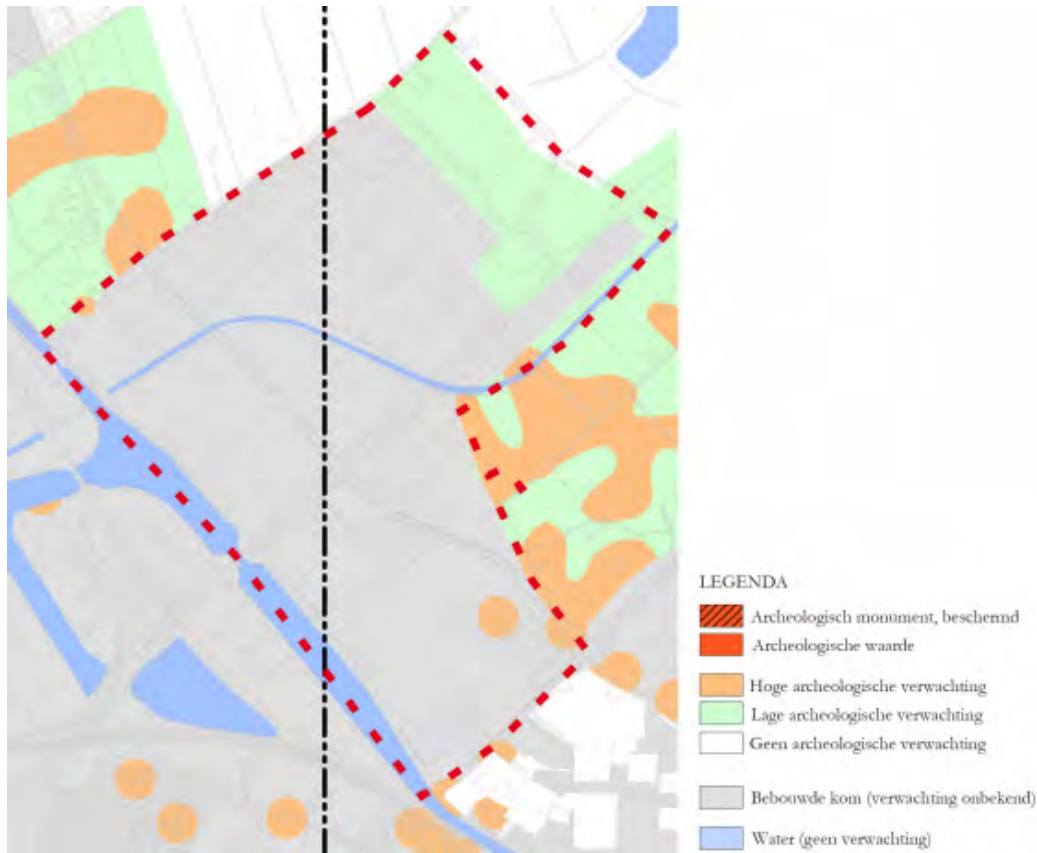 LEGENDA
Archeologisch monument, beschermd
Archeologische waarde
Hoge archeologische verwachting
Lage archeologische verwachting
Geen archeologische verwachting
Bebouwde kom (verwachting onbekend)
Water (geen verwachting)